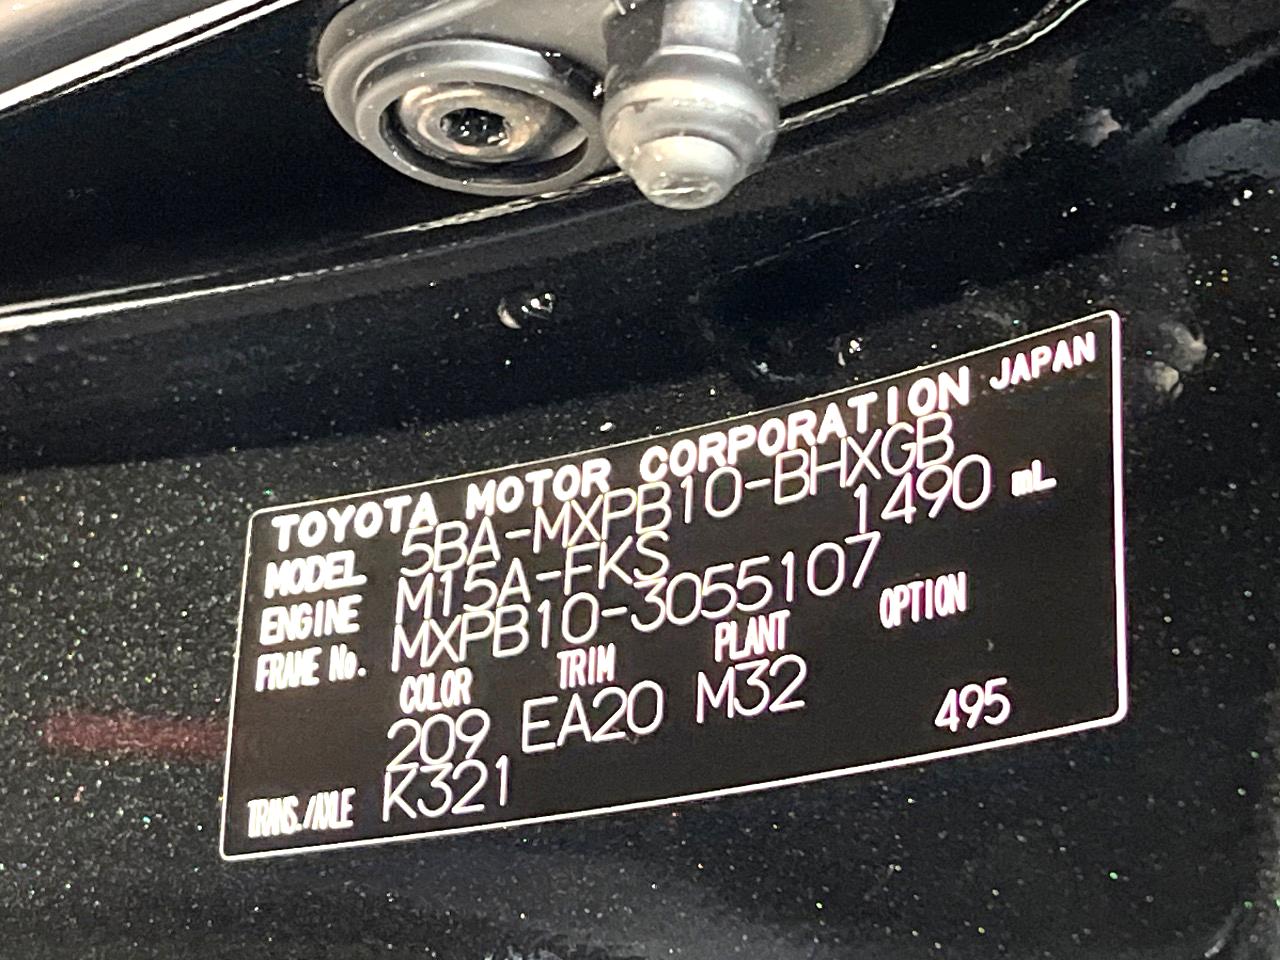 TOYOTA MOTOR CORPORATION JAPAN
MODEL 5BA-MXPB10-BHXGB
ENGINE M15A-FKS 1490 mL
FRAME No. MXPB10-3055107
COLOR TRIM PLANT OPTION
209 EA20 M32
TRANS./AXLE K321 495